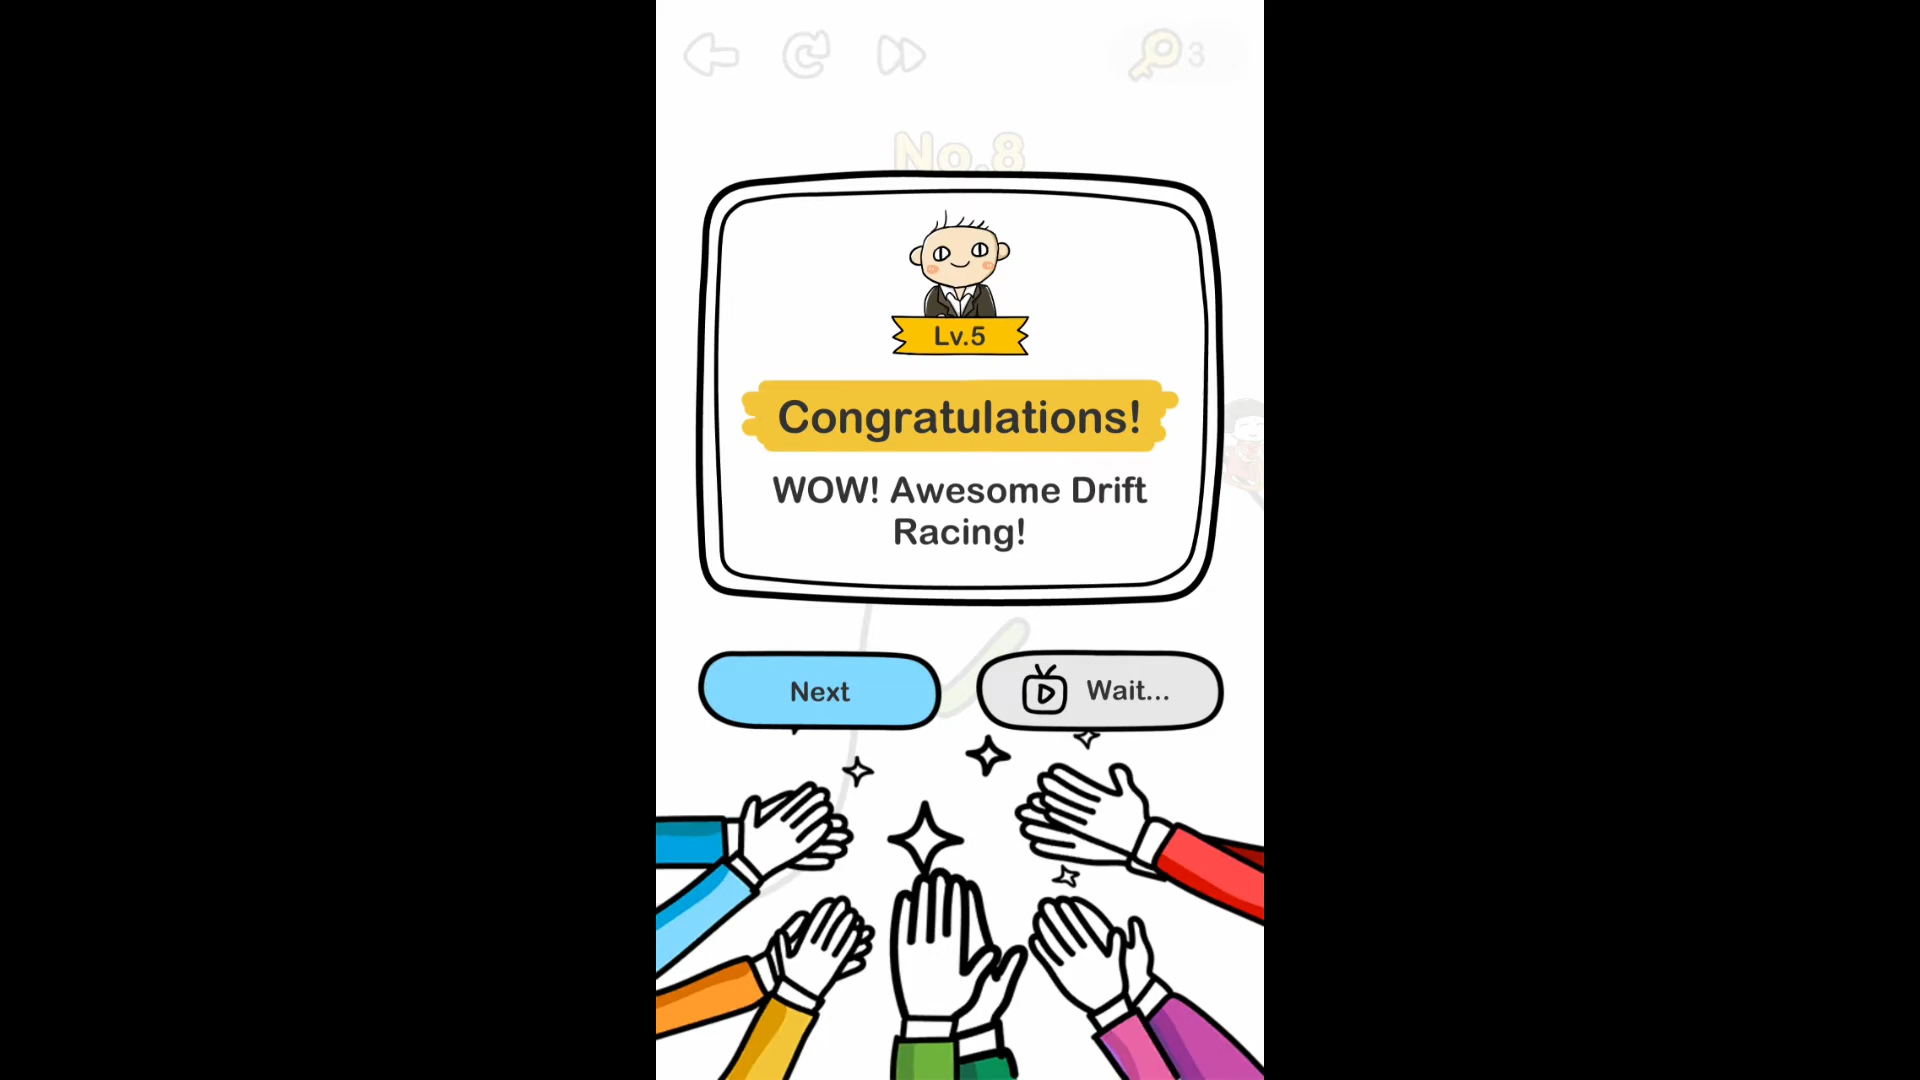 3
No.8
Lv.5
Congratulations!
WOW! Awesome Drift
Racing!
Next
Wait...